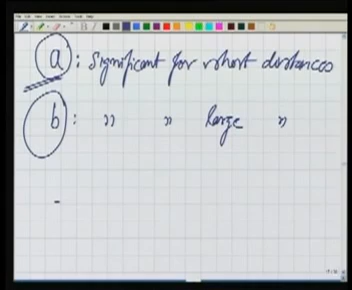 a : Significant for short distances
b : " " large "
-